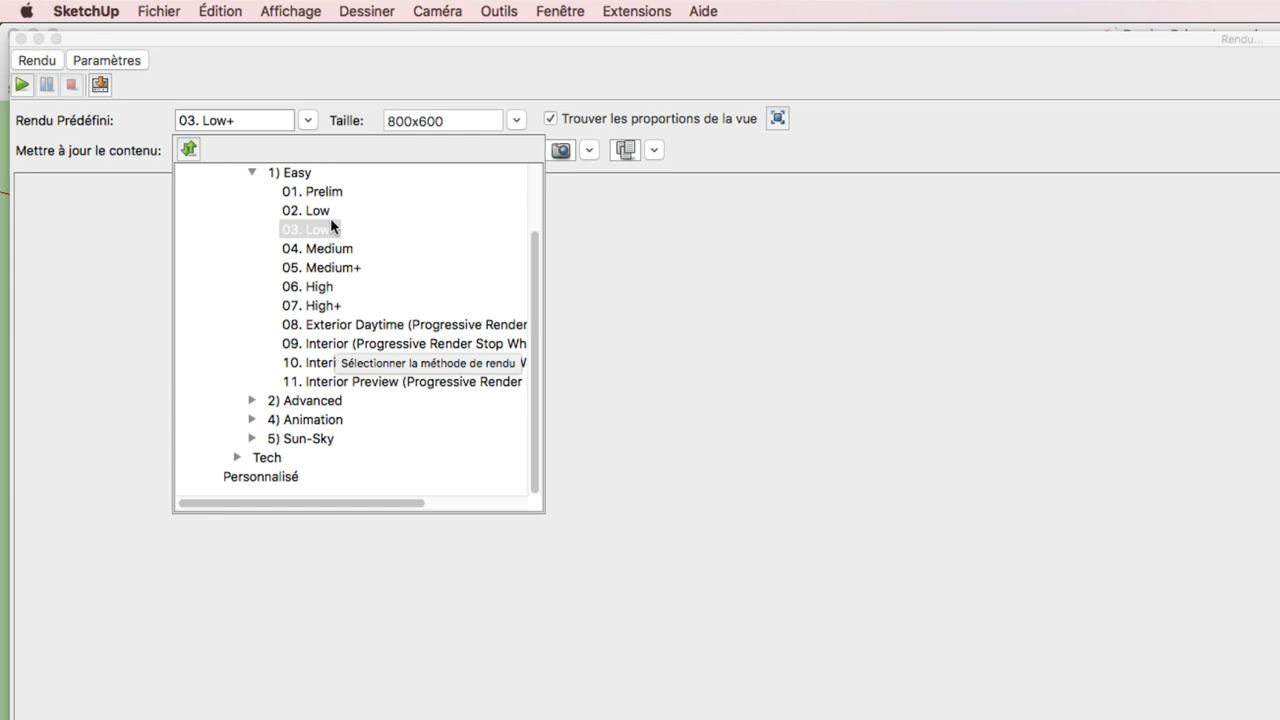 SketchUp Fichier Édition Affichage Dessiner Caméra Outils Fenêtre Extensions Aide
Rendu...
Rendu Paramètres
Rendu Prédéfini: 03. Low+ Taille: 800x600 Trouver les proportions de la vue
Mettre à jour le contenu:
1) Easy
01. Prelim
02. Low
03. Low
04. Medium
05. Medium+
06. High
07. High+
08. Exterior Daytime (Progressive Render
09. Interior (Progressive Render Stop Wh
10. Interi
Sélectionner la méthode de rendu
11. Interior Preview (Progressive Render
2) Advanced
4) Animation
5) Sun-Sky
Tech
Personnalisé